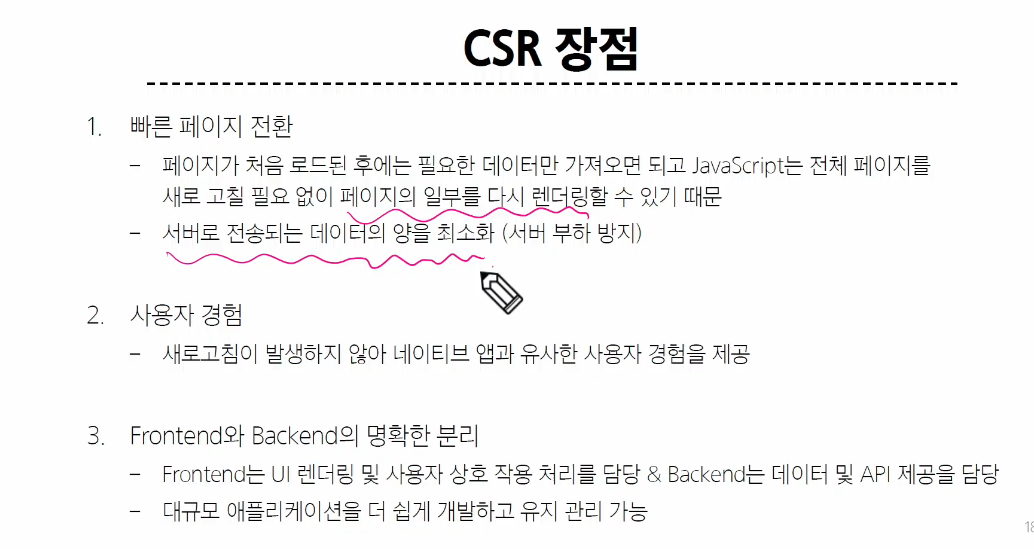 CSR 장점
1. 빠른 페이지 전환
– 페이지가 처음 로드된 후에는 필요한 데이터만 가져오면 되고 JavaScript는 전체 페이지를
새로 고칠 필요 없이 페이지의 일부를 다시 렌더링할 수 있기 때문
– 서버로 전송되는 데이터의 양을 최소화 (서버 부하 방지)
2. 사용자 경험
– 새로고침이 발생하지 않아 네이티브 앱과 유사한 사용자 경험을 제공
3. Frontend와 Backend의 명확한 분리
– Frontend는 UI 렌더링 및 사용자 상호 작용 처리를 담당 & Backend는 데이터 및 API 제공을 담당
– 대규모 애플리케이션을 더 쉽게 개발하고 유지 관리 가능